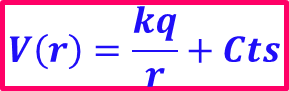 V(r) = kq/r + Cts